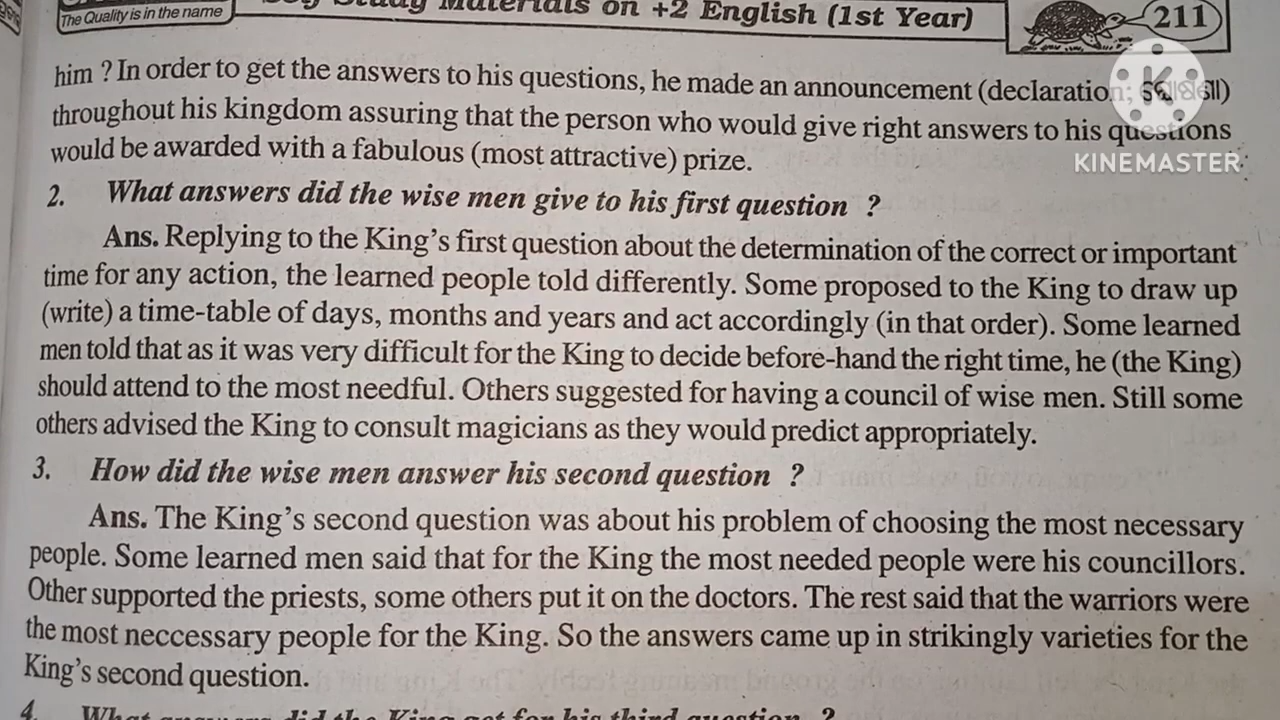 The Quality is in the name
Study Materials on +2 English (1st Year)
211
him ? In order to get the answers to his questions, he made an announcement (declaration;
throughout his kingdom assuring that the person who would give right answers to his questions
would be awarded with a fabulous (most attractive) prize.
KINEMASTER
2. What answers did the wise men give to his first question ?
Ans. Replying to the King's first question about the determination of the correct or important
time for any action, the learned people told differently. Some proposed to the King to draw up
(write) a time-table of days, months and years and act accordingly (in that order). Some learned
men told that as it was very difficult for the King to decide before-hand the right time, he (the King)
should attend to the most needful. Others suggested for having a council of wise men. Still some
others advised the King to consult magicians as they would predict appropriately.
3. How did the wise men answer his second question ?
Ans. The King's second question was about his problem of choosing the most necessary
people. Some learned men said that for the King the most needed people were his councillors.
Other supported the priests, some others put it on the doctors. The rest said that the warriors were
the most neccessary people for the King. So the answers came up in strikingly varieties for the
King's second question.
4. What answers did the King get for his third question ?